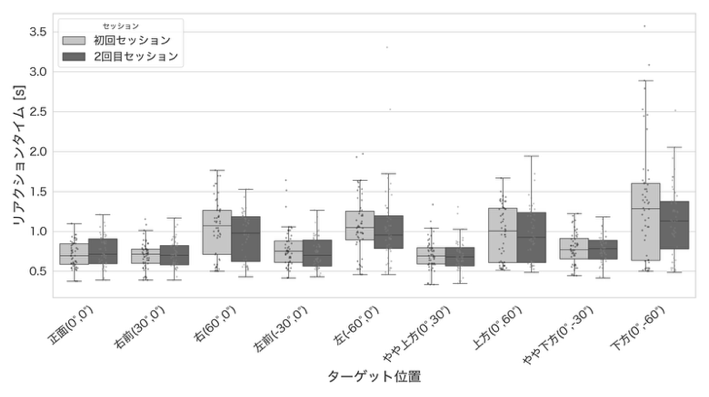 セッション
初回セッション
2回目セッション
リアクションタイム [s]
3.5
3.0
2.5
2.0
1.5
1.0
0.5
正面(0°,0°)
右前(30°,0°)
右(60°,0°)
左前(-30°,0°)
左(-60°,0°)
やや上方(0°,30°)
上方(0°,60°)
やや下方(0°,-30°)
下方(0°,-60°)
ターゲット位置